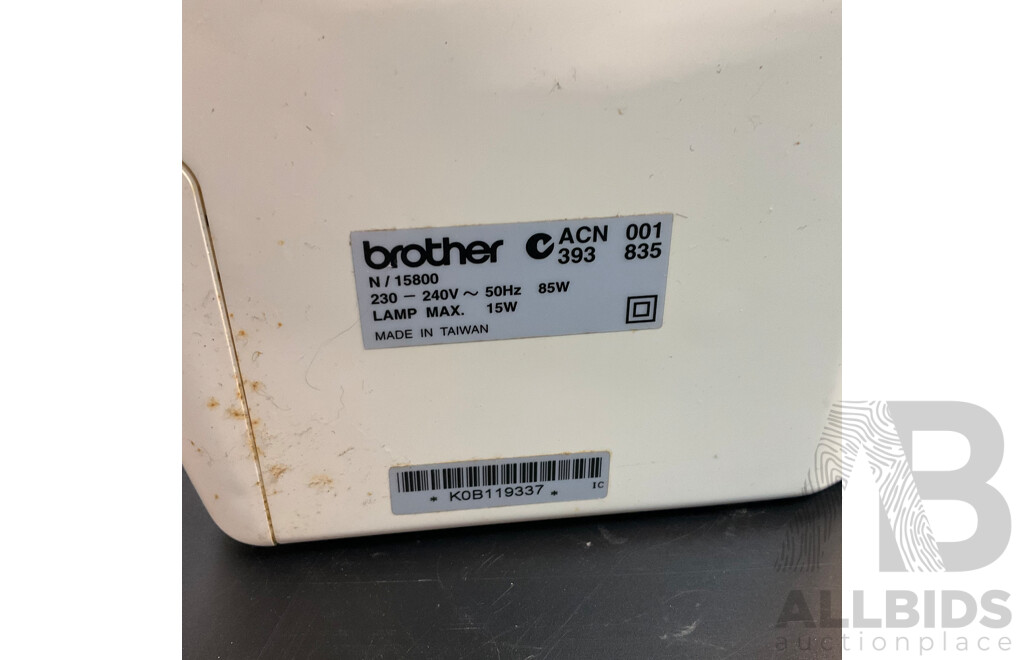 brother ACN 001
393 835
N / 15800
230 – 240V ～ 50Hz 85W
LAMP MAX. 15W
MADE IN TAIWAN
* K0B119337 * IC
AB
ALLBIDS
auctionplace